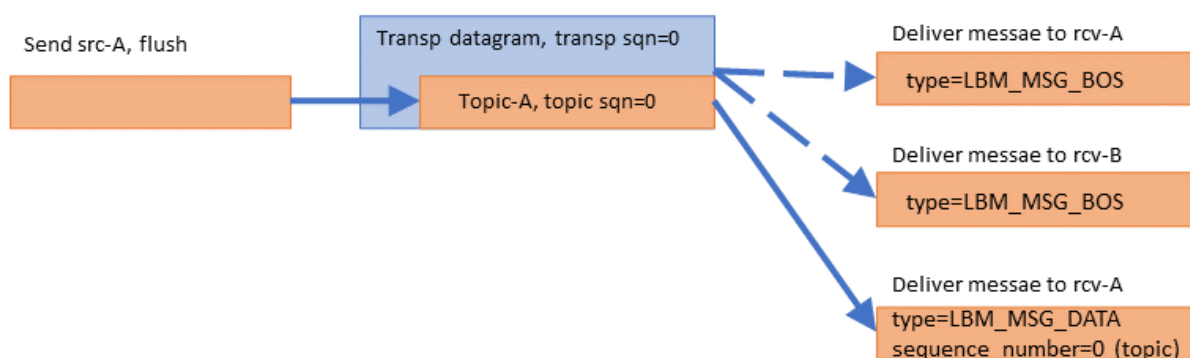 Send src-A, flush
Transp datagram, transp sqn=0
Topic-A, topic sqn=0
Deliver messae to rcv-A
type=LBM_MSG_BOS
Deliver messae to rcv-B
type=LBM_MSG_BOS
Deliver messae to rcv-A
type=LBM_MSG_DATA
sequence_number=0 (topic)